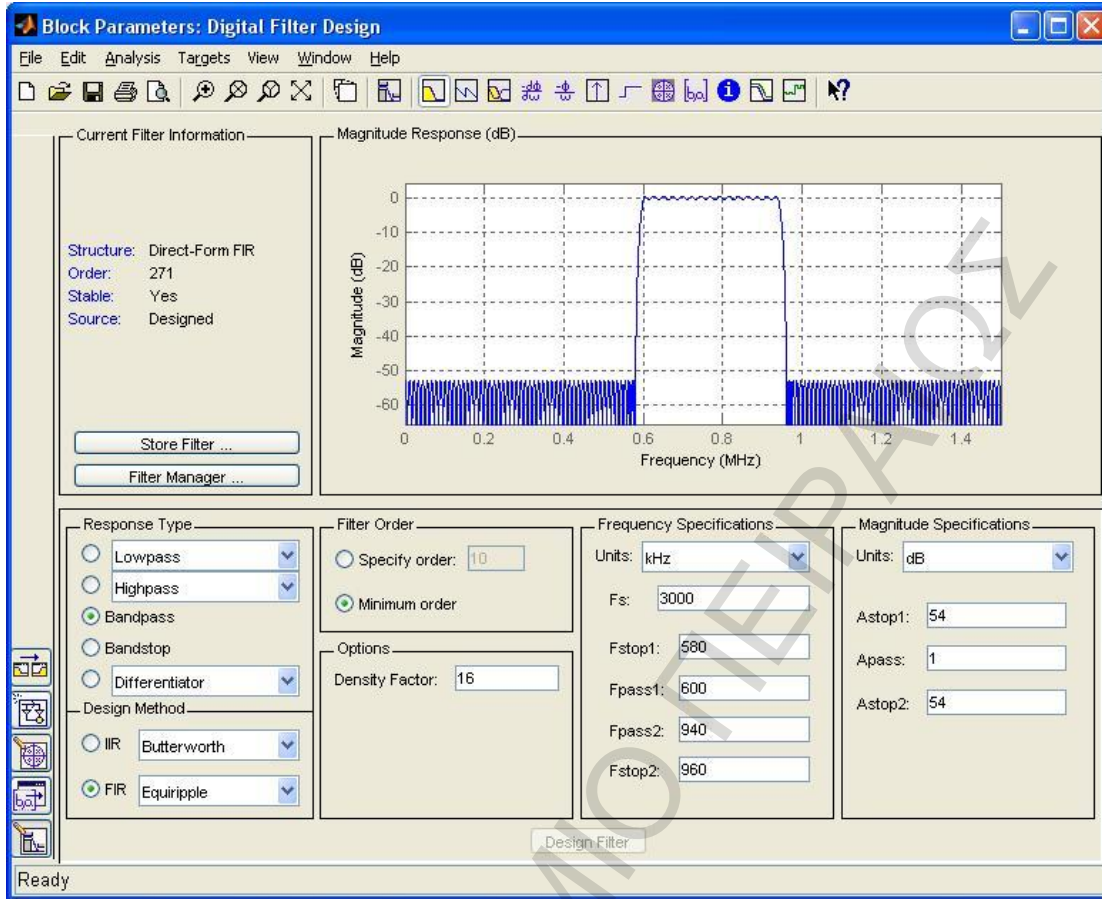 Block Parameters: Digital Filter Design
File Edit Analysis Targets View Window Help
Current Filter Information
Structure: Direct-Form FIR
Order: 271
Stable: Yes
Source: Designed
Store Filter ...
Filter Manager ...
Magnitude Response (dB)
Magnitude (dB)
0
-10
-20
-30
-40
-50
-60
0 0.2 0.4 0.6 0.8 1 1.2 1.4
Frequency (MHz)
Response Type
Lowpass
Highpass
Bandpass
Bandstop
Differentiator
Design Method
IIR Butterworth
FIR Equiripple
Filter Order
Specify order: 10
Minimum order
Options
Density Factor: 16
Frequency Specifications
Units: kHz
Fs: 3000
Fstop1: 580
Fpass1: 600
Fpass2: 940
Fstop2: 960
Magnitude Specifications
Units: dB
Astop1: 54
Apass: 1
Astop2: 54
Design Filter
Ready
ΜΙΟ ΠΕΙΡΑΙΩΣ